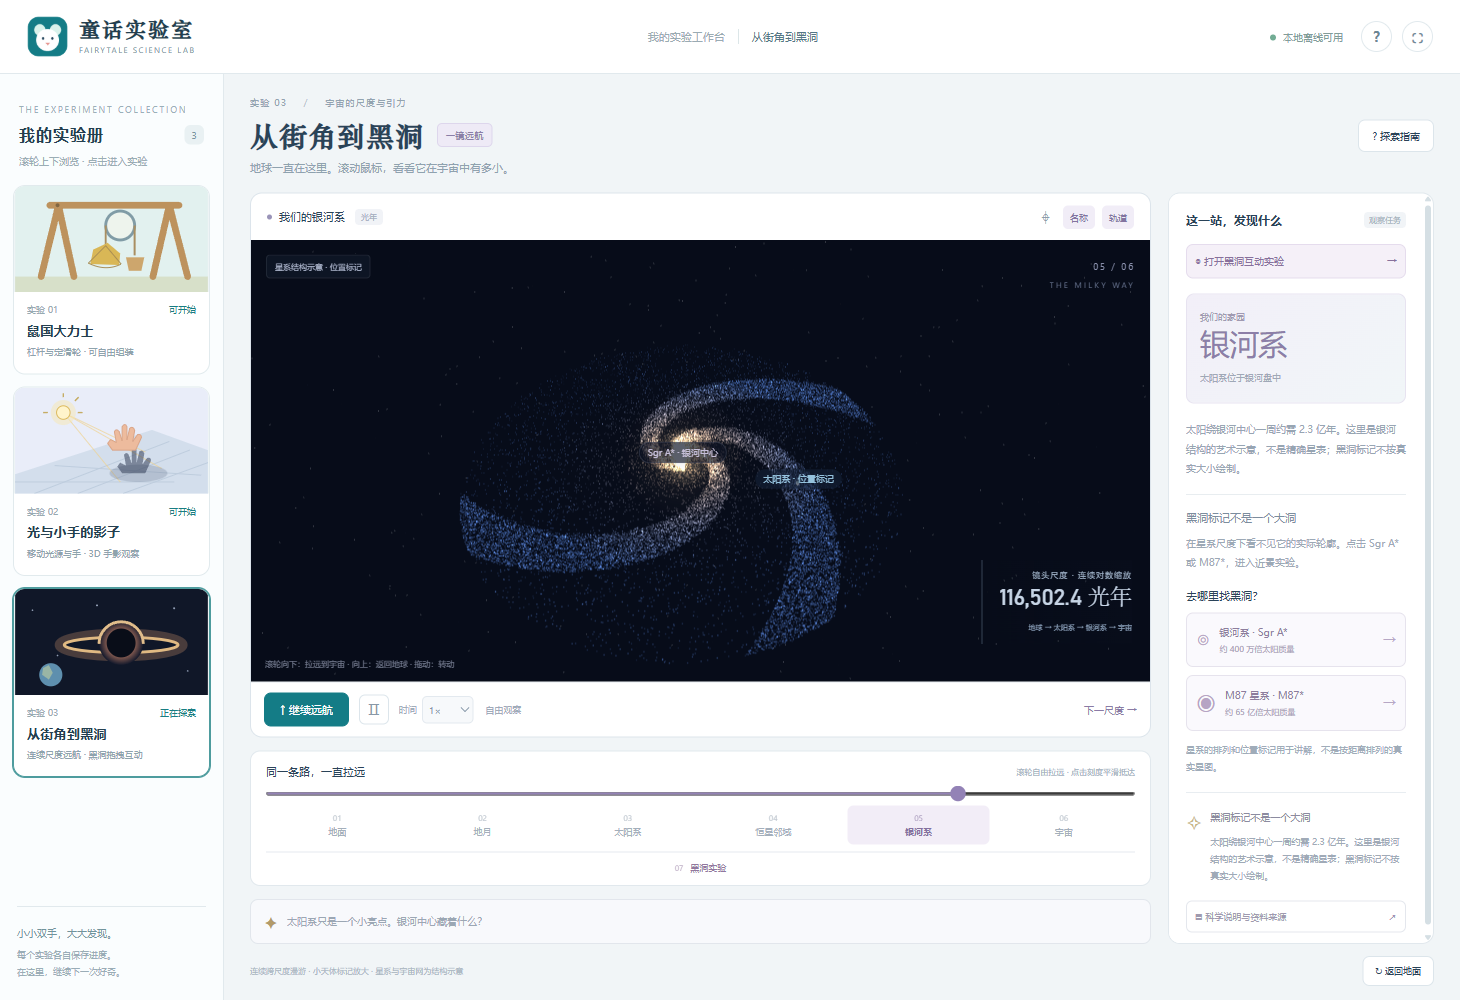 童话实验室
FAIRYTALE SCIENCE LAB
我的实验工作台
从街角到黑洞
本地离线可用
?
THE EXPERIMENT COLLECTION
我的实验册
3
滚轮上下浏览 · 点击进入实验
实验 01
可开始
鼠国大力士
杠杆与定滑轮 · 可自由组装
实验 02
可开始
光与小手的影子
移动光源与手 · 3D 手影观察
实验 03
正在探索
从街角到黑洞
连续尺度远航 · 黑洞拖拽互动
小小双手，大大发现。
每个实验各自保存进度。
在这里，继续下一次好奇。
实验 03 / 宇宙的尺度与引力
从街角到黑洞
一镜远航
地球一直在这里。滚动鼠标，看看它在宇宙中有多小。
? 探索指南
我们的银河系
光年
名称
轨道
星系结构示意 · 位置标记
05 / 06
THE MILKY WAY
Sgr A* · 银河中心
太阳系 · 位置标记
镜头尺度 · 连续对数缩放
116,502.4 光年
地球 → 太阳系 → 银河系 → 宇宙
滚轮向下：拉远到宇宙 · 向上：返回地球 · 拖动：转动
↑ 继续远航
时间
1×
自由观察
下一尺度 →
同一条路，一直拉远
滚轮自由拉远 · 点击刻度平滑抵达
01
地面
02
地月
03
太阳系
04
恒星邻域
05
银河系
06
宇宙
07 黑洞实验
太阳系只是一个小亮点。银河中心藏着什么？
连续跨尺度漫游 · 小天体标记放大 · 星系与宇宙网为结构示意
这一站，发现什么
观察任务
打开黑洞互动实验 →
我们的家园
银河系
太阳系位于银河盘中
太阳绕银河中心一周约需 2.3 亿年。这里是银河
结构的艺术示意，不是精确星表；黑洞标记不按真
实大小绘制。
黑洞标记不是一个大洞
在星系尺度下看不见它的实际轮廓。点击 Sgr A*
或 M87*，进入近景实验。
去哪里找黑洞？
银河系 · Sgr A*
约 400 万倍太阳质量
→
M87 星系 · M87*
约 65 亿倍太阳质量
→
星系的排列和位置标记用于讲解，不是按距离排列的真
实星图。
黑洞标记不是一个大洞
太阳绕银河中心一周约需 2.3 亿年。这里是银河
结构的艺术示意，不是精确星表；黑洞标记不按
真实大小绘制。
科学说明与资料来源 ↗
↻ 返回地面